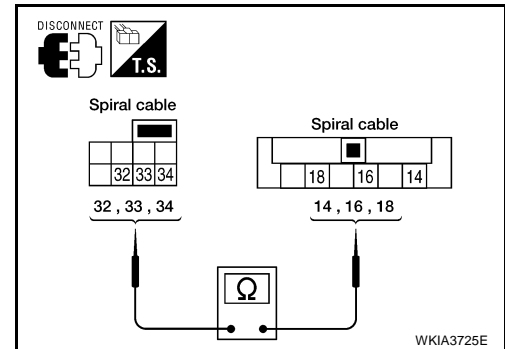 DISCONNECT
T.S.
Spiral cable
32 33 34
32 , 33 , 34
Spiral cable
18 16 14
14 , 16 , 18
Ω
WKIA3725E